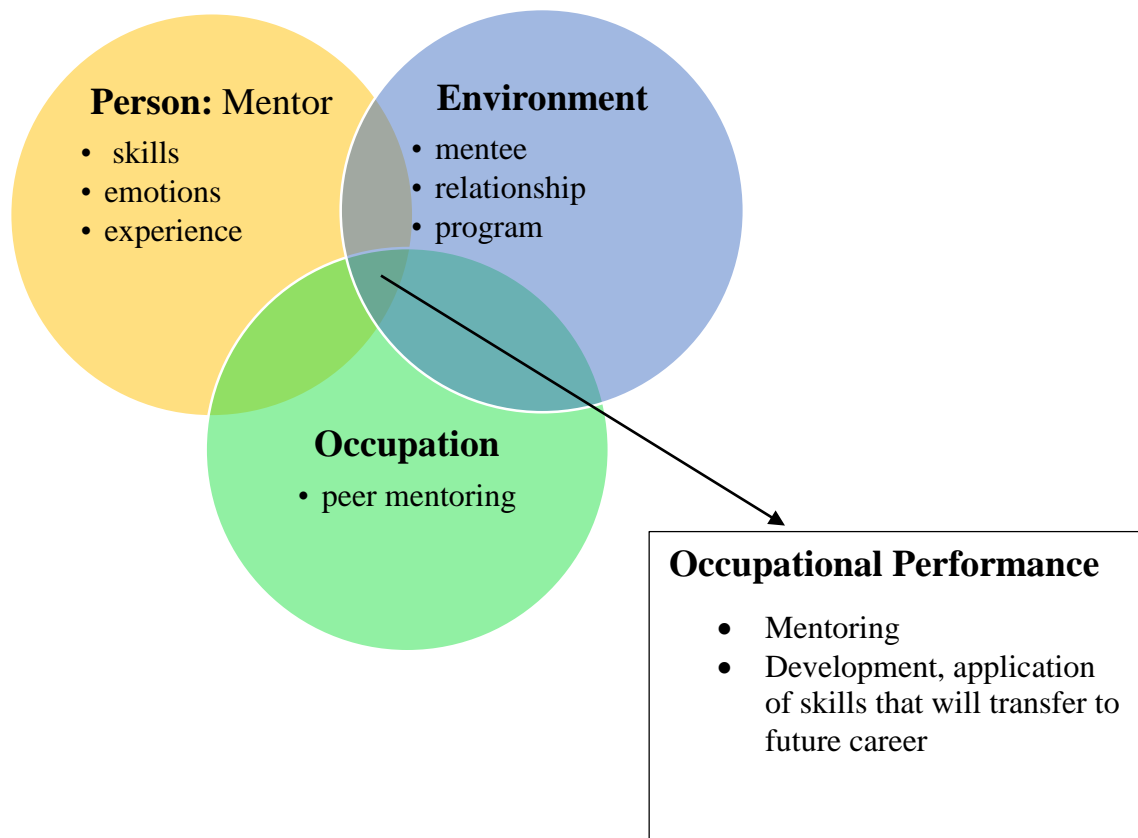 Person: Mentor
• skills
• emotions
• experience
Environment
• mentee
• relationship
• program
Occupation
• peer mentoring
Occupational Performance
• Mentoring
• Development, application
of skills that will transfer to
future career